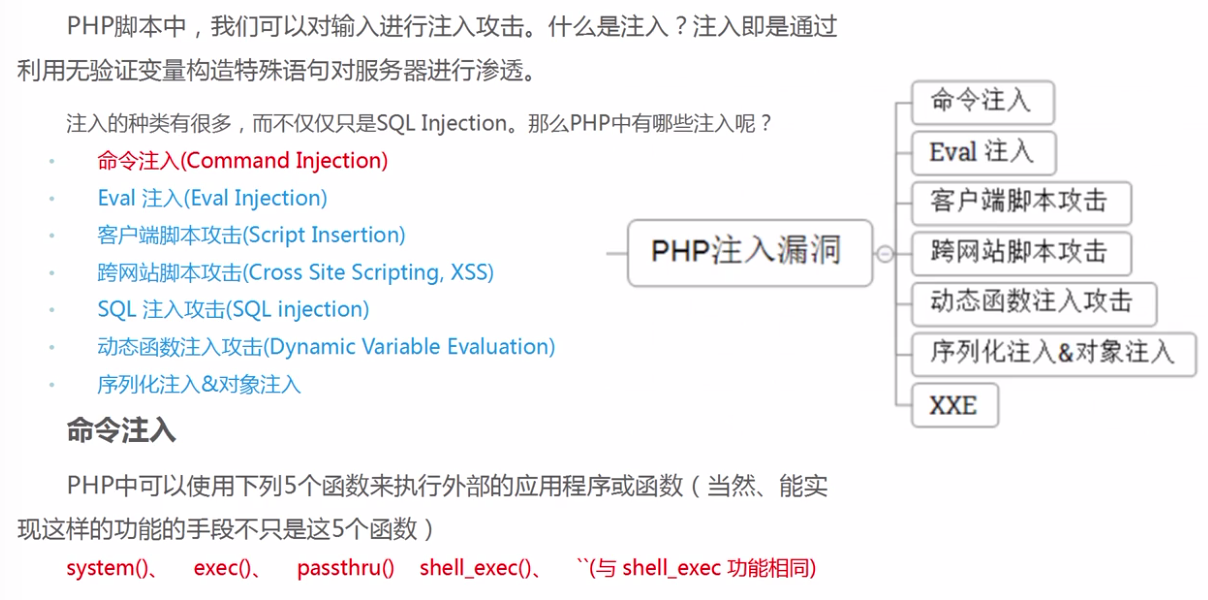 PHP脚本中，我们可以对输入进行注入攻击。什么是注入？注入即是通过
利用无验证变量构造特殊语句对服务器进行渗透。
注入的种类有很多，而不仅仅只是SQL Injection。那么PHP中有哪些注入呢？
• 命令注入(Command Injection)
• Eval 注入(Eval Injection)
• 客户端脚本攻击(Script Insertion)
• 跨网站脚本攻击(Cross Site Scripting, XSS)
• SQL 注入攻击(SQL injection)
• 动态函数注入攻击(Dynamic Variable Evaluation)
• 序列化注入&对象注入
命令注入
PHP中可以使用下列5个函数来执行外部的应用程序或函数（当然、能实
现这样的功能的手段不只是这5个函数）
system()、 exec()、 passthru() shell_exec()、 ``(与 shell_exec 功能相同)
PHP注入漏洞
命令注入
Eval 注入
客户端脚本攻击
跨网站脚本攻击
动态函数注入攻击
序列化注入&对象注入
XXE